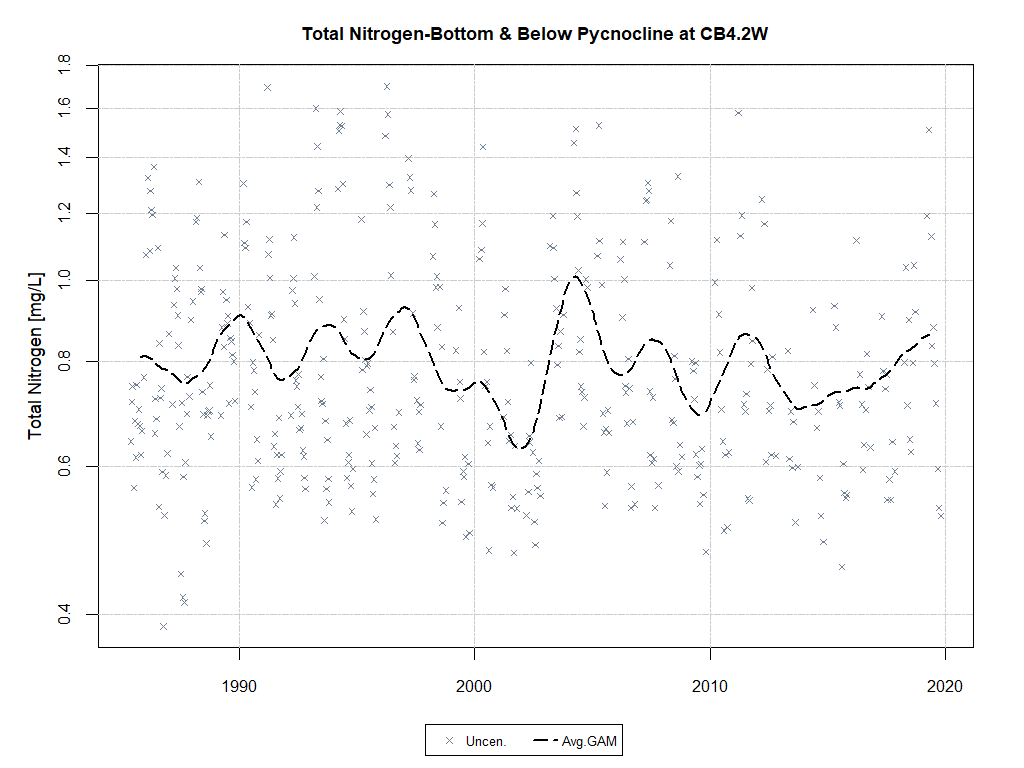 Total Nitrogen-Bottom & Below Pycnocline at CB4.2W
Total Nitrogen [mg/L]
1.8
1.6
1.4
1.2
1.0
0.8
0.6
0.4
1990 2000 2010 2020
Uncen. Avg.GAM